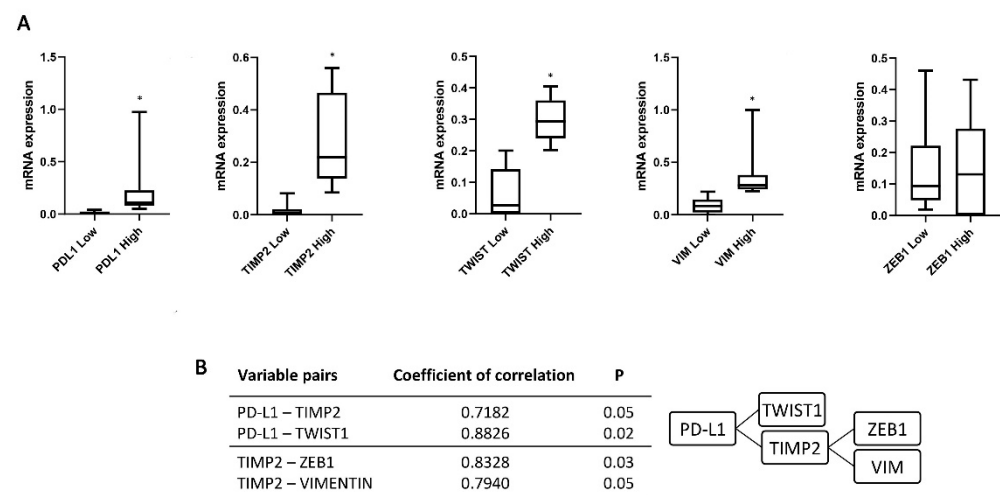 A
mRNA expression
1.5
1.0
0.5
0.0
*
PDL1 Low
PDL1 High
mRNA expression
0.6
0.4
0.2
0.0
*
TIMP2 Low
TIMP2 High
mRNA expression
0.5
0.4
0.3
0.2
0.1
0.0
*
TWIST Low
TWIST High
mRNA expression
1.5
1.0
0.5
0.0
*
VIM Low
VIM High
mRNA expression
0.5
0.4
0.3
0.2
0.1
0.0
ZEB1 Low
ZEB1 High
B
Variable pairs Coefficient of correlation P
PD-L1 – TIMP2 0.7182 0.05
PD-L1 – TWIST1 0.8826 0.02
TIMP2 – ZEB1 0.8328 0.03
TIMP2 – VIMENTIN 0.7940 0.05
PD-L1
TWIST1
TIMP2
ZEB1
VIM